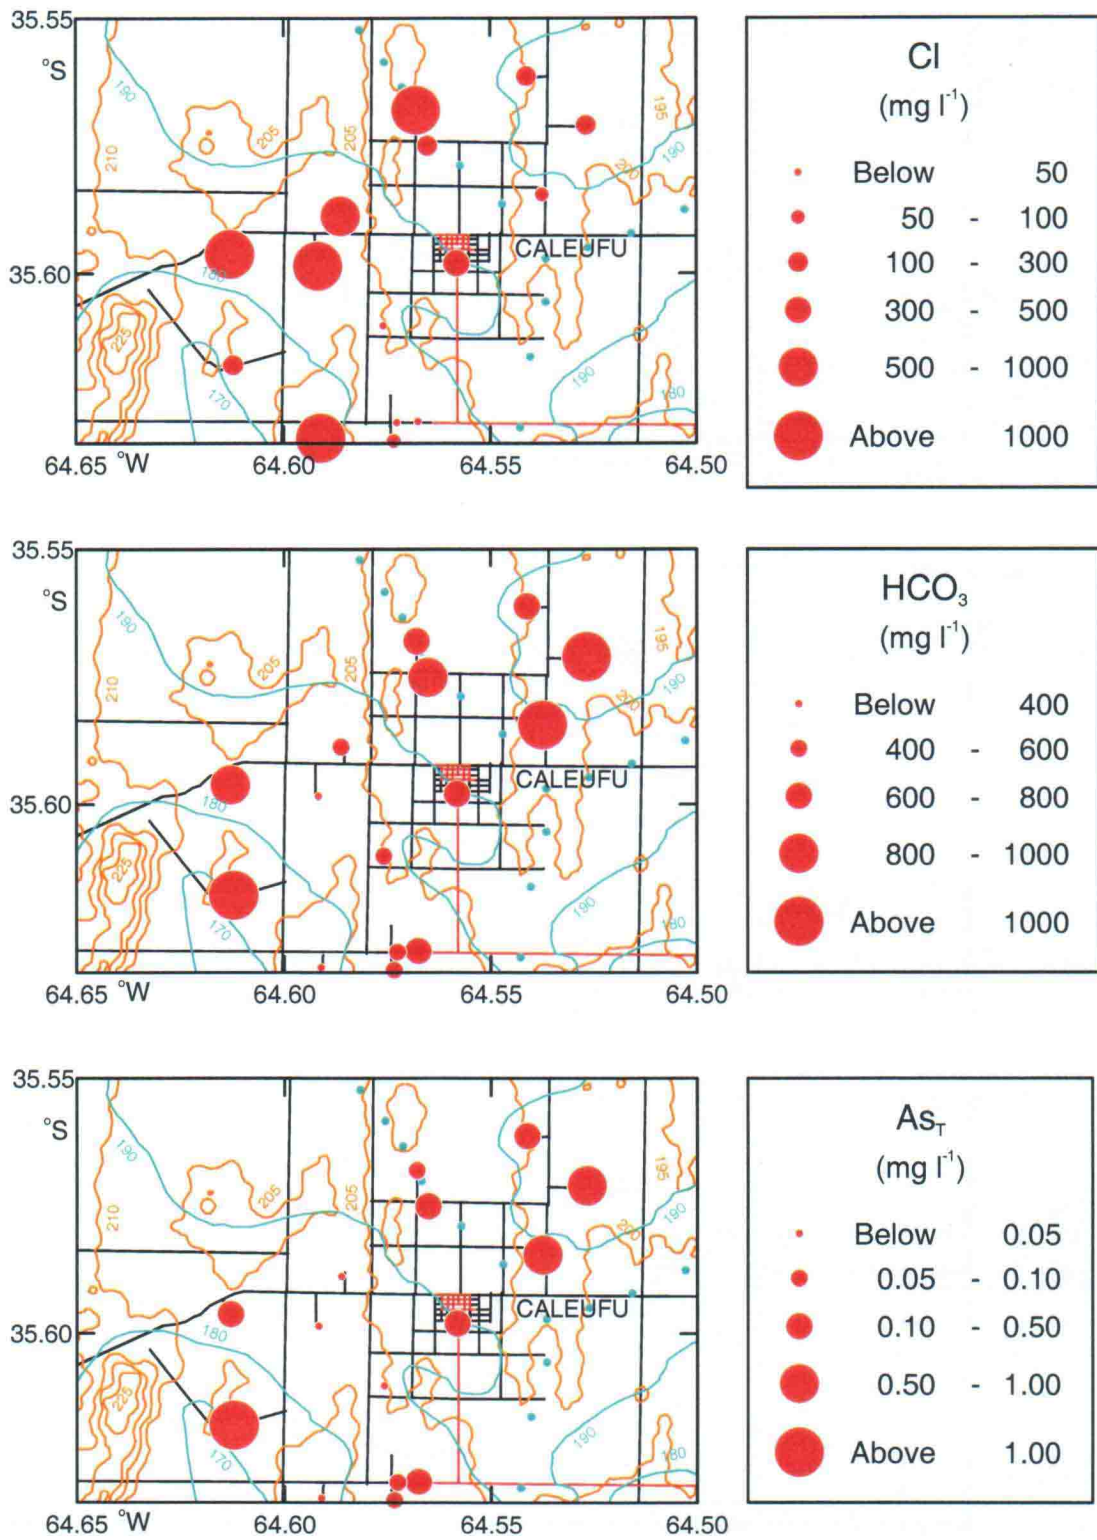 35.55
°S
35.60
64.65 °W 64.60 64.55 64.50
190
210
205
205
195
200
190
CALEUFU
180
225
170
190
180
Cl
(mg l⁻¹)
Below 50
50 - 100
100 - 300
300 - 500
500 - 1000
Above 1000
35.55
°S
35.60
64.65 °W 64.60 64.55 64.50
190
210
205
205
195
200
190
CALEUFU
180
225
170
190
180
HCO₃
(mg l⁻¹)
Below 400
400 - 600
600 - 800
800 - 1000
Above 1000
35.55
°S
35.60
64.65 °W 64.60 64.55 64.50
190
210
205
205
195
200
190
CALEUFU
180
225
170
190
180
As_T
(mg l⁻¹)
Below 0.05
0.05 - 0.10
0.10 - 0.50
0.50 - 1.00
Above 1.00